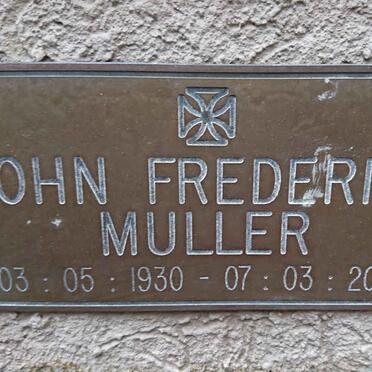 OHN FREDERI
MULLER
03 : 05 : 1930 - 07 : 03 : 20